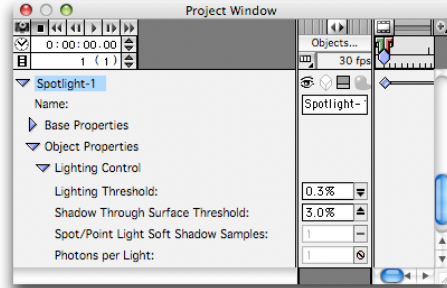 Project Window
0:00:00.00
Objects...
1 ( 1 )
30 fps
Spotlight-1
Name:
Spotlight-
Base Properties
Object Properties
Lighting Control
Lighting Threshold:
0.3%
Shadow Through Surface Threshold:
3.0%
Spot/Point Light Soft Shadow Samples:
1
Photons per Light:
1